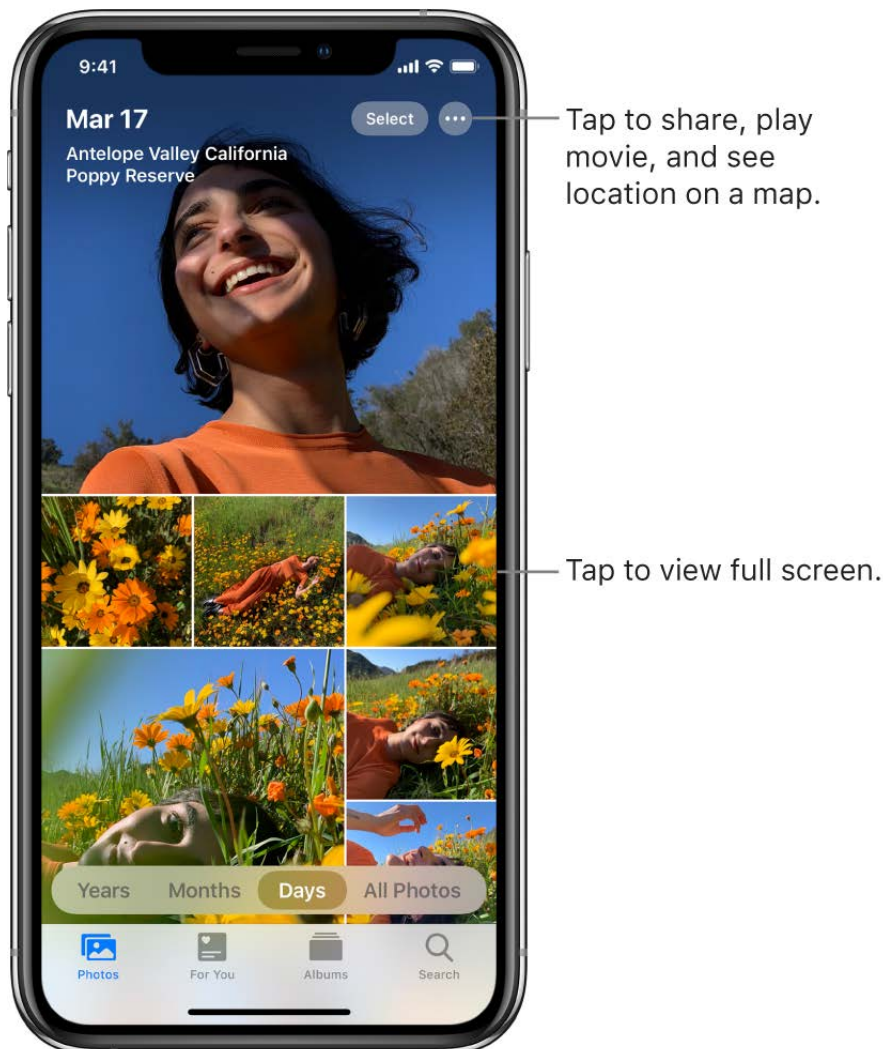 9:41
Mar 17
Select
Antelope Valley California
Poppy Reserve
Tap to share, play
movie, and see
location on a map.
Tap to view full screen.
Years Months Days All Photos
Photos For You Albums Search